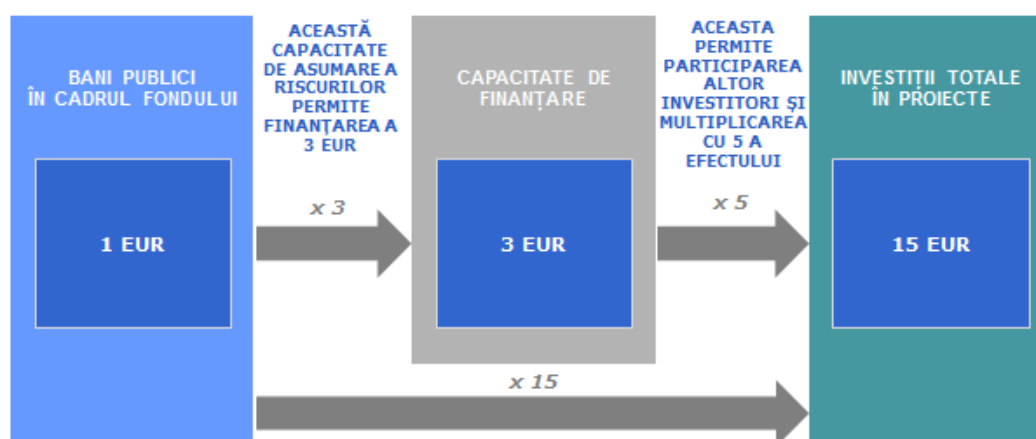 BANI PUBLICI
ÎN CADRUL FONDULUI
1 EUR
ACEASTĂ
CAPACITATE
DE ASUMARE A
RISCURILOR
PERMITE
FINANȚAREA A
3 EUR
x 3
CAPACITATE DE
FINANȚARE
3 EUR
ACEASTA
PERMITE
PARTICIPAREA
ALTOR
INVESTITORI ȘI
MULTIPLICAREA
CU 5 A
EFECTULUI
x 5
INVESTIȚII TOTALE
ÎN PROIECTE
15 EUR
x 15